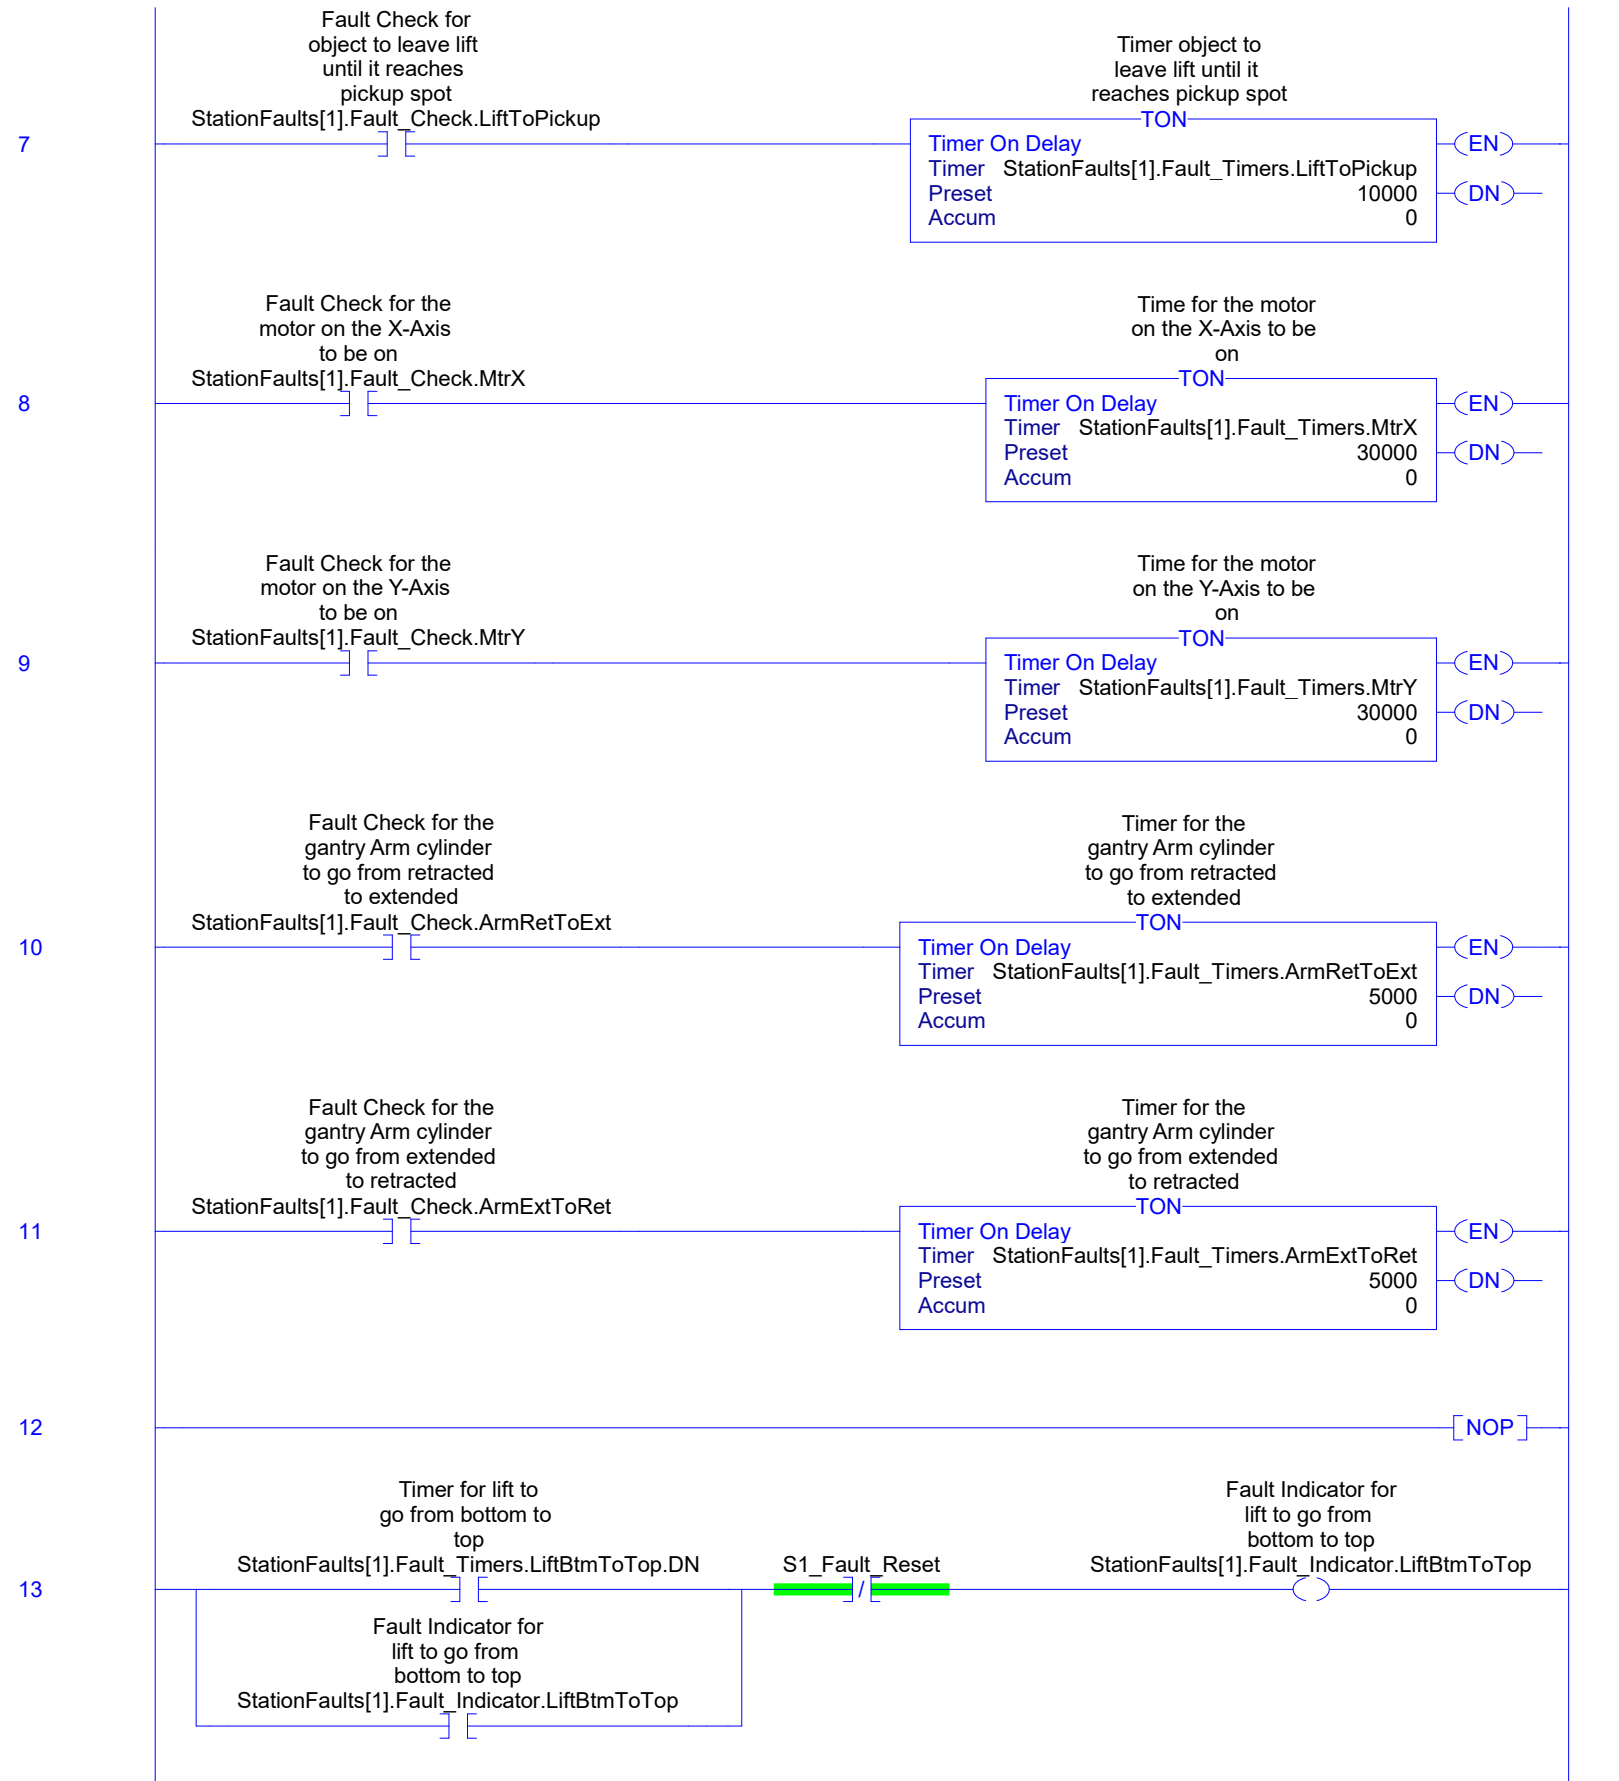 Fault Check for
object to leave lift
until it reaches
pickup spot
StationFaults[1].Fault_Check.LiftToPickup
Timer object to
leave lift until it
reaches pickup spot
TON
7
Timer On Delay
Timer StationFaults[1].Fault_Timers.LiftToPickup
Preset 10000
Accum 0
EN
DN
Fault Check for the
motor on the X-Axis
to be on
StationFaults[1].Fault_Check.MtrX
Time for the motor
on the X-Axis to be
on
TON
8
Timer On Delay
Timer StationFaults[1].Fault_Timers.MtrX
Preset 30000
Accum 0
EN
DN
Fault Check for the
motor on the Y-Axis
to be on
StationFaults[1].Fault_Check.MtrY
Time for the motor
on the Y-Axis to be
on
TON
9
Timer On Delay
Timer StationFaults[1].Fault_Timers.MtrY
Preset 30000
Accum 0
EN
DN
Fault Check for the
gantry Arm cylinder
to go from retracted
to extended
StationFaults[1].Fault_Check.ArmRetToExt
Timer for the
gantry Arm cylinder
to go from retracted
to extended
TON
10
Timer On Delay
Timer StationFaults[1].Fault_Timers.ArmRetToExt
Preset 5000
Accum 0
EN
DN
Fault Check for the
gantry Arm cylinder
to go from extended
to retracted
StationFaults[1].Fault_Check.ArmExtToRet
Timer for the
gantry Arm cylinder
to go from extended
to retracted
TON
11
Timer On Delay
Timer StationFaults[1].Fault_Timers.ArmExtToRet
Preset 5000
Accum 0
EN
DN
12
NOP
Timer for lift to
go from bottom to
top
StationFaults[1].Fault_Timers.LiftBtmToTop.DN
S1_Fault_Reset
Fault Indicator for
lift to go from
bottom to top
StationFaults[1].Fault_Indicator.LiftBtmToTop
13
/
Fault Indicator for
lift to go from
bottom to top
StationFaults[1].Fault_Indicator.LiftBtmToTop